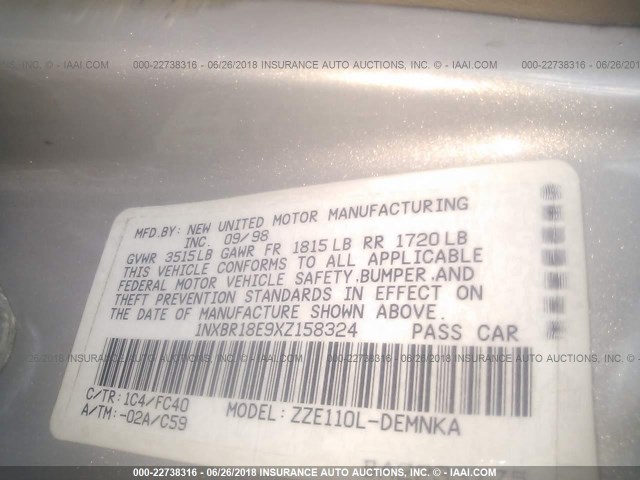 000-22738316 - 06/26/2018 INSURANCE AUTO AUCTIONS, INC. - IAAI.COM
MFD.BY: NEW UNITED MOTOR MANUFACTURING
INC. 09/98
GVWR 3515LB GAWR FR 1815LB RR 1720LB
THIS VEHICLE CONFORMS TO ALL APPLICABLE
FEDERAL MOTOR VEHICLE SAFETY,BUMPER,AND
THEFT PREVENTION STANDARDS IN EFFECT ON
THE DATE OF MANUFACTURE SHOWN ABOVE.
1NXBR18E9XZ158324 PASS CAR
C/TR:1C4/FC40 MODEL:ZZE110L-DEMNKA
A/TM:-02A/C59
000-22738316 - 06/26/2018 INSURANCE AUTO AUCTIONS, INC. - IAAI.COM